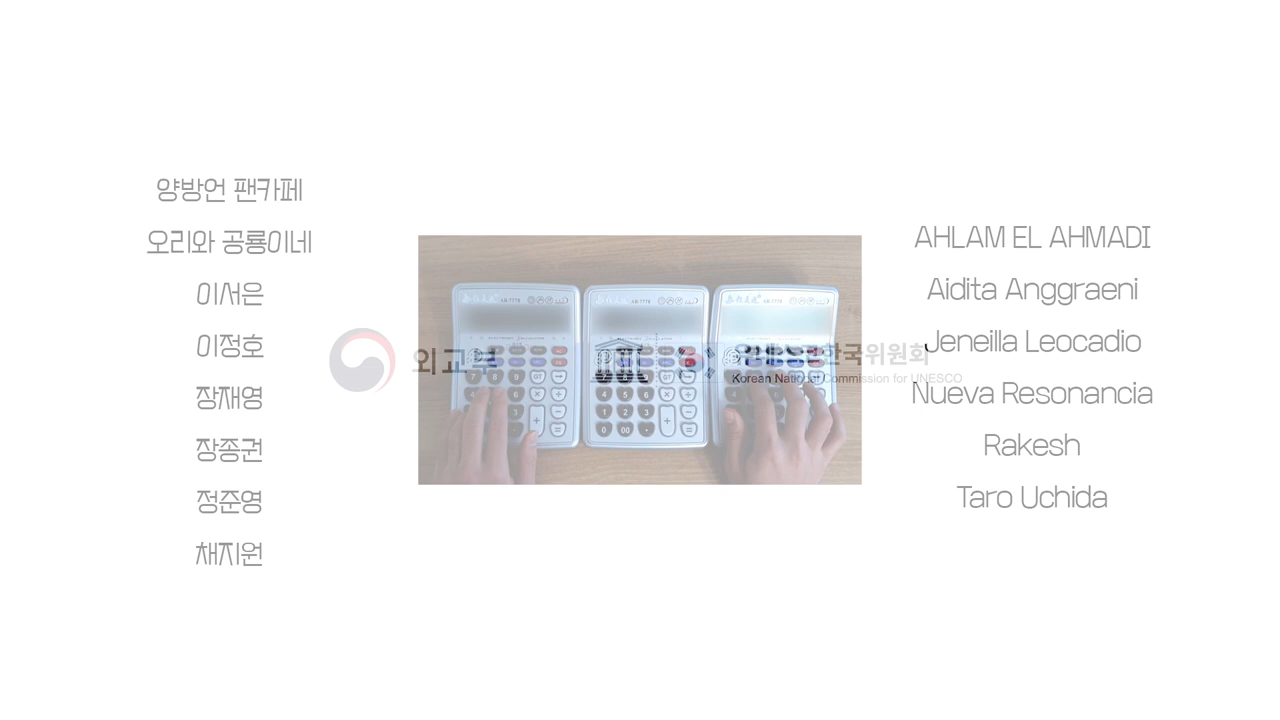 양방언 팬카페
오리와 공룡이네
이서은
이정호
장재영
장종권
정준영
채지원
외교부
한국위원회
Korean National Commission for UNESCO
AHLAM EL AHMADI
Aidita Anggraeni
Jeneilla Leocadio
Nueva Resonancia
Rakesh
Taro Uchida